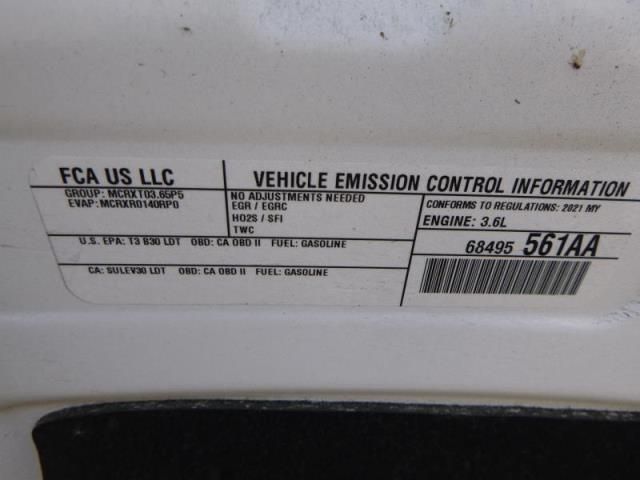 FCA US LLC
GROUP: MCRXT03.65P5
EVAP: MCRXR0140RP0
VEHICLE EMISSION CONTROL INFORMATION
NO ADJUSTMENTS NEEDED
EGR / EGRC
HO2S / SFI
TWC
CONFORMS TO REGULATIONS: 2021 MY
ENGINE: 3.6L
U.S. EPA: T3 B30 LDT OBD: CA OBD II FUEL: GASOLINE
CA: SULEV30 LDT OBD: CA OBD II FUEL: GASOLINE
68495 561AA